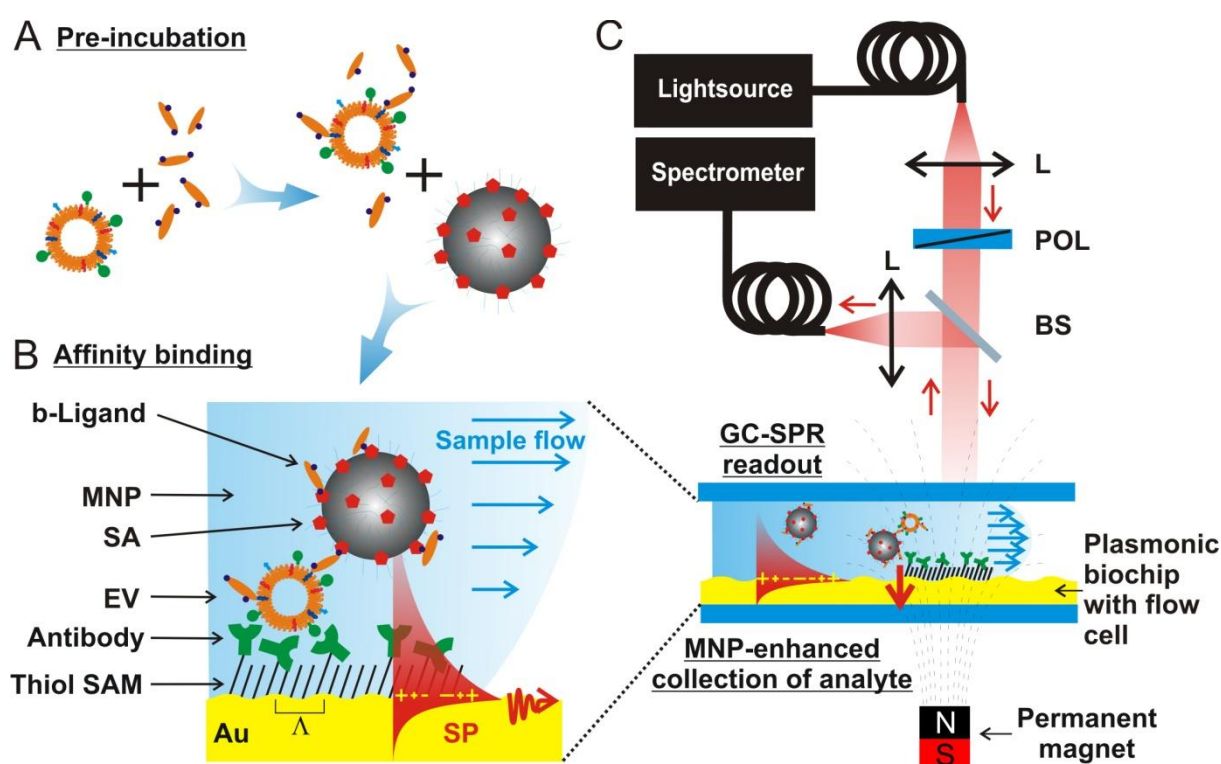 A Pre-incubation
+
+
B Affinity binding
b-Ligand
MNP
SA
EV
Antibody
Thiol SAM
Sample flow
Au
Λ
SP
C
Lightsource
Spectrometer
L
POL
L
BS
GC-SPR
readout
MNP-enhanced
collection of analyte
Plasmonic
biochip
with flow
cell
N
S
Permanent
magnet